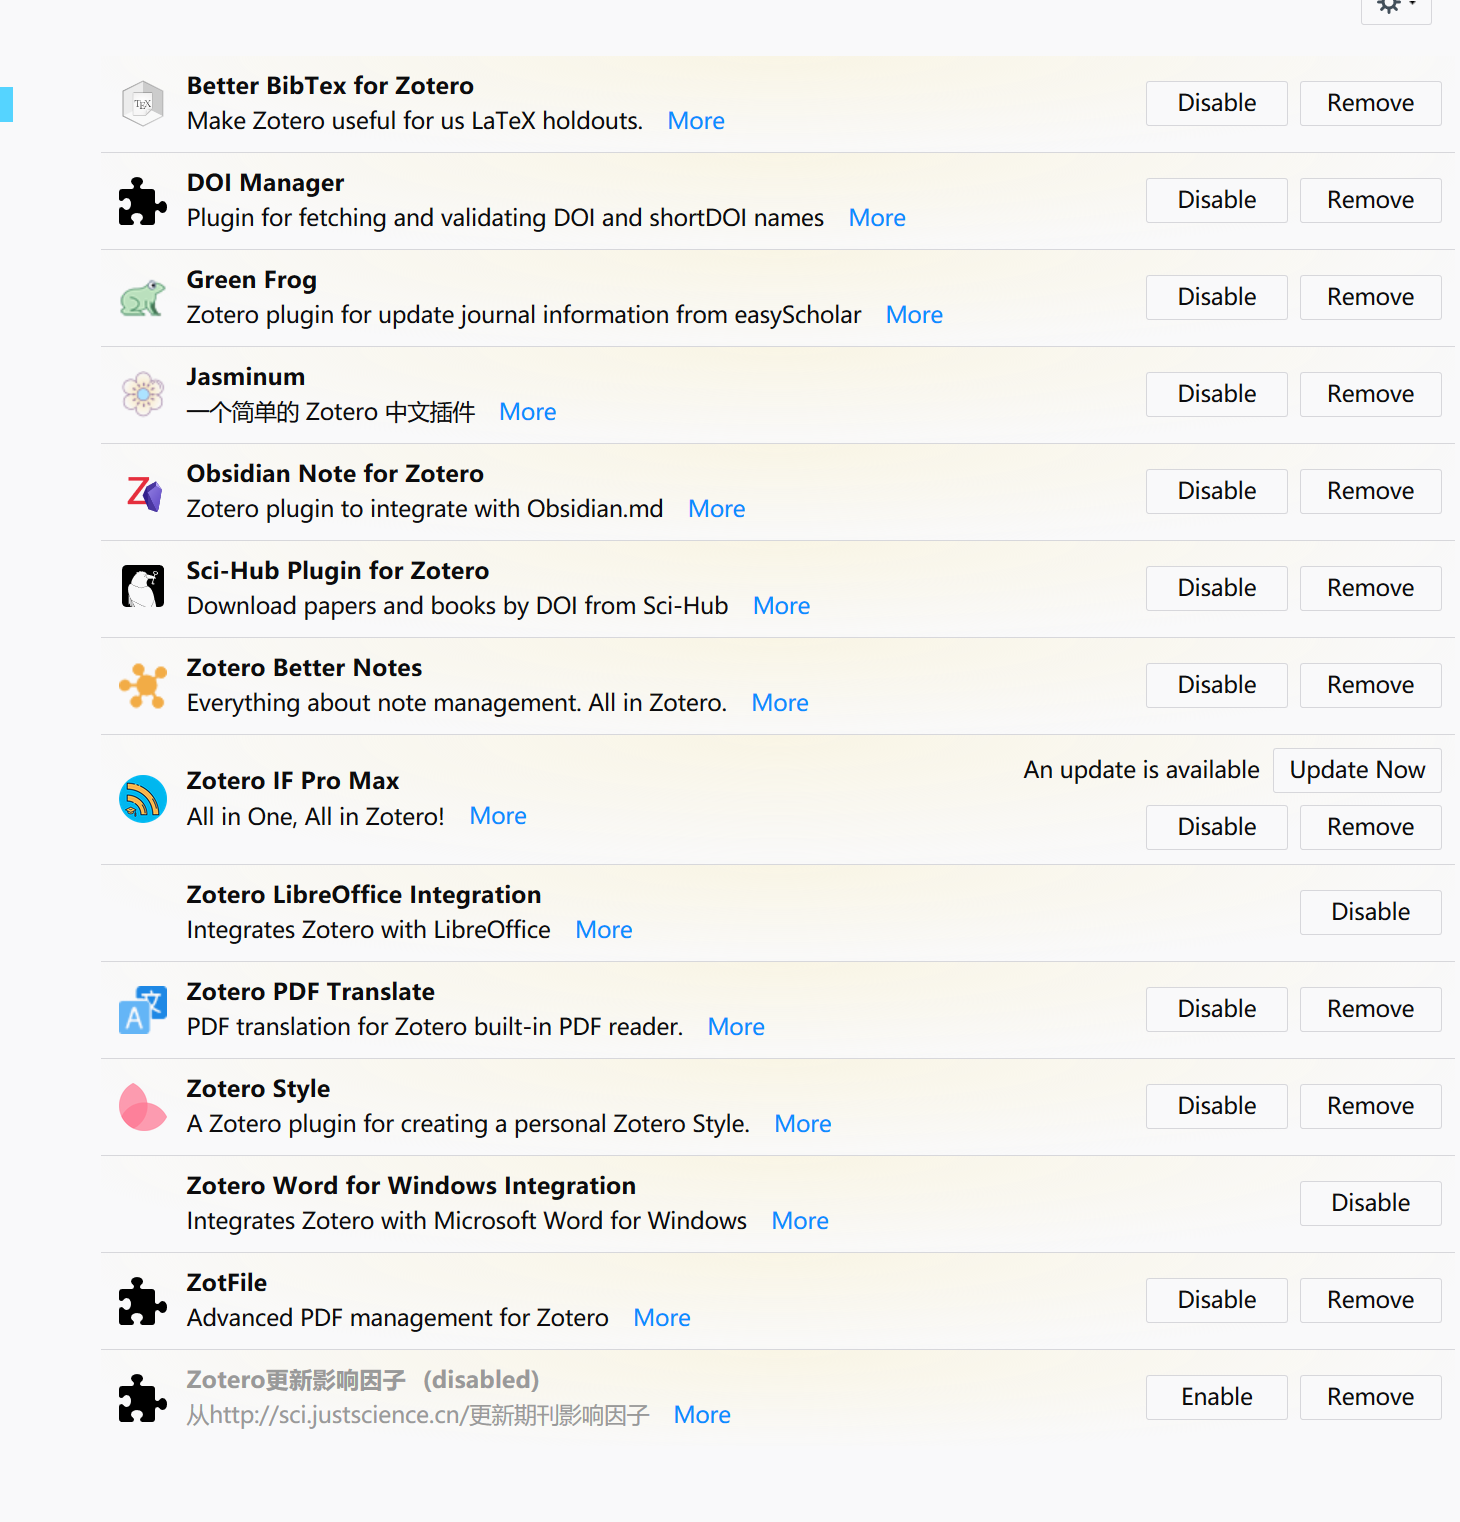 Better BibTex for Zotero
Make Zotero useful for us LaTeX holdouts. More
Disable Remove
DOI Manager
Plugin for fetching and validating DOI and shortDOI names More
Disable Remove
Green Frog
Zotero plugin for update journal information from easyScholar More
Disable Remove
Jasminum
一个简单的 Zotero 中文插件 More
Disable Remove
Obsidian Note for Zotero
Zotero plugin to integrate with Obsidian.md More
Disable Remove
Sci-Hub Plugin for Zotero
Download papers and books by DOI from Sci-Hub More
Disable Remove
Zotero Better Notes
Everything about note management. All in Zotero. More
Disable Remove
An update is available Update Now
Zotero IF Pro Max
All in One, All in Zotero! More
Disable Remove
Zotero LibreOffice Integration
Integrates Zotero with LibreOffice More
Disable
Zotero PDF Translate
PDF translation for Zotero built-in PDF reader. More
Disable Remove
Zotero Style
A Zotero plugin for creating a personal Zotero Style. More
Disable Remove
Zotero Word for Windows Integration
Integrates Zotero with Microsoft Word for Windows More
Disable
ZotFile
Advanced PDF management for Zotero More
Disable Remove
Zotero更新影响因子 (disabled)
从http://sci.justscience.cn/更新期刊影响因子 More
Enable Remove